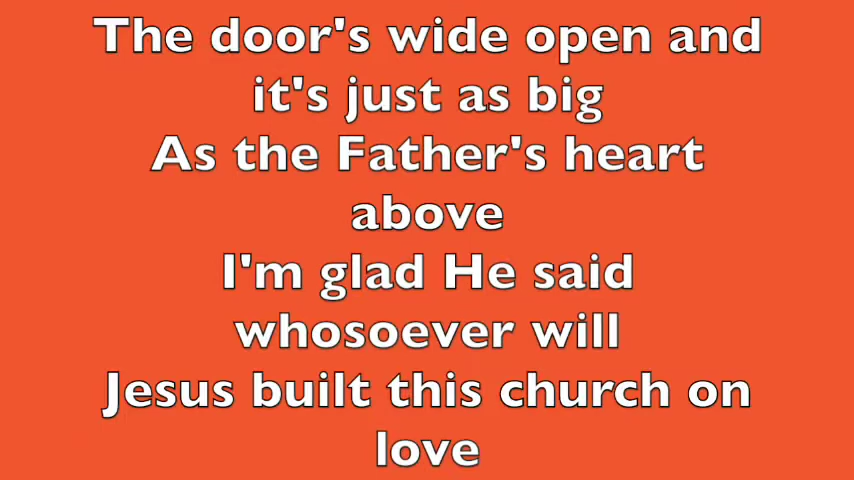 The door's wide open and
it's just as big
As the Father's heart
above
I'm glad He said
whosoever will
Jesus built this church on
love